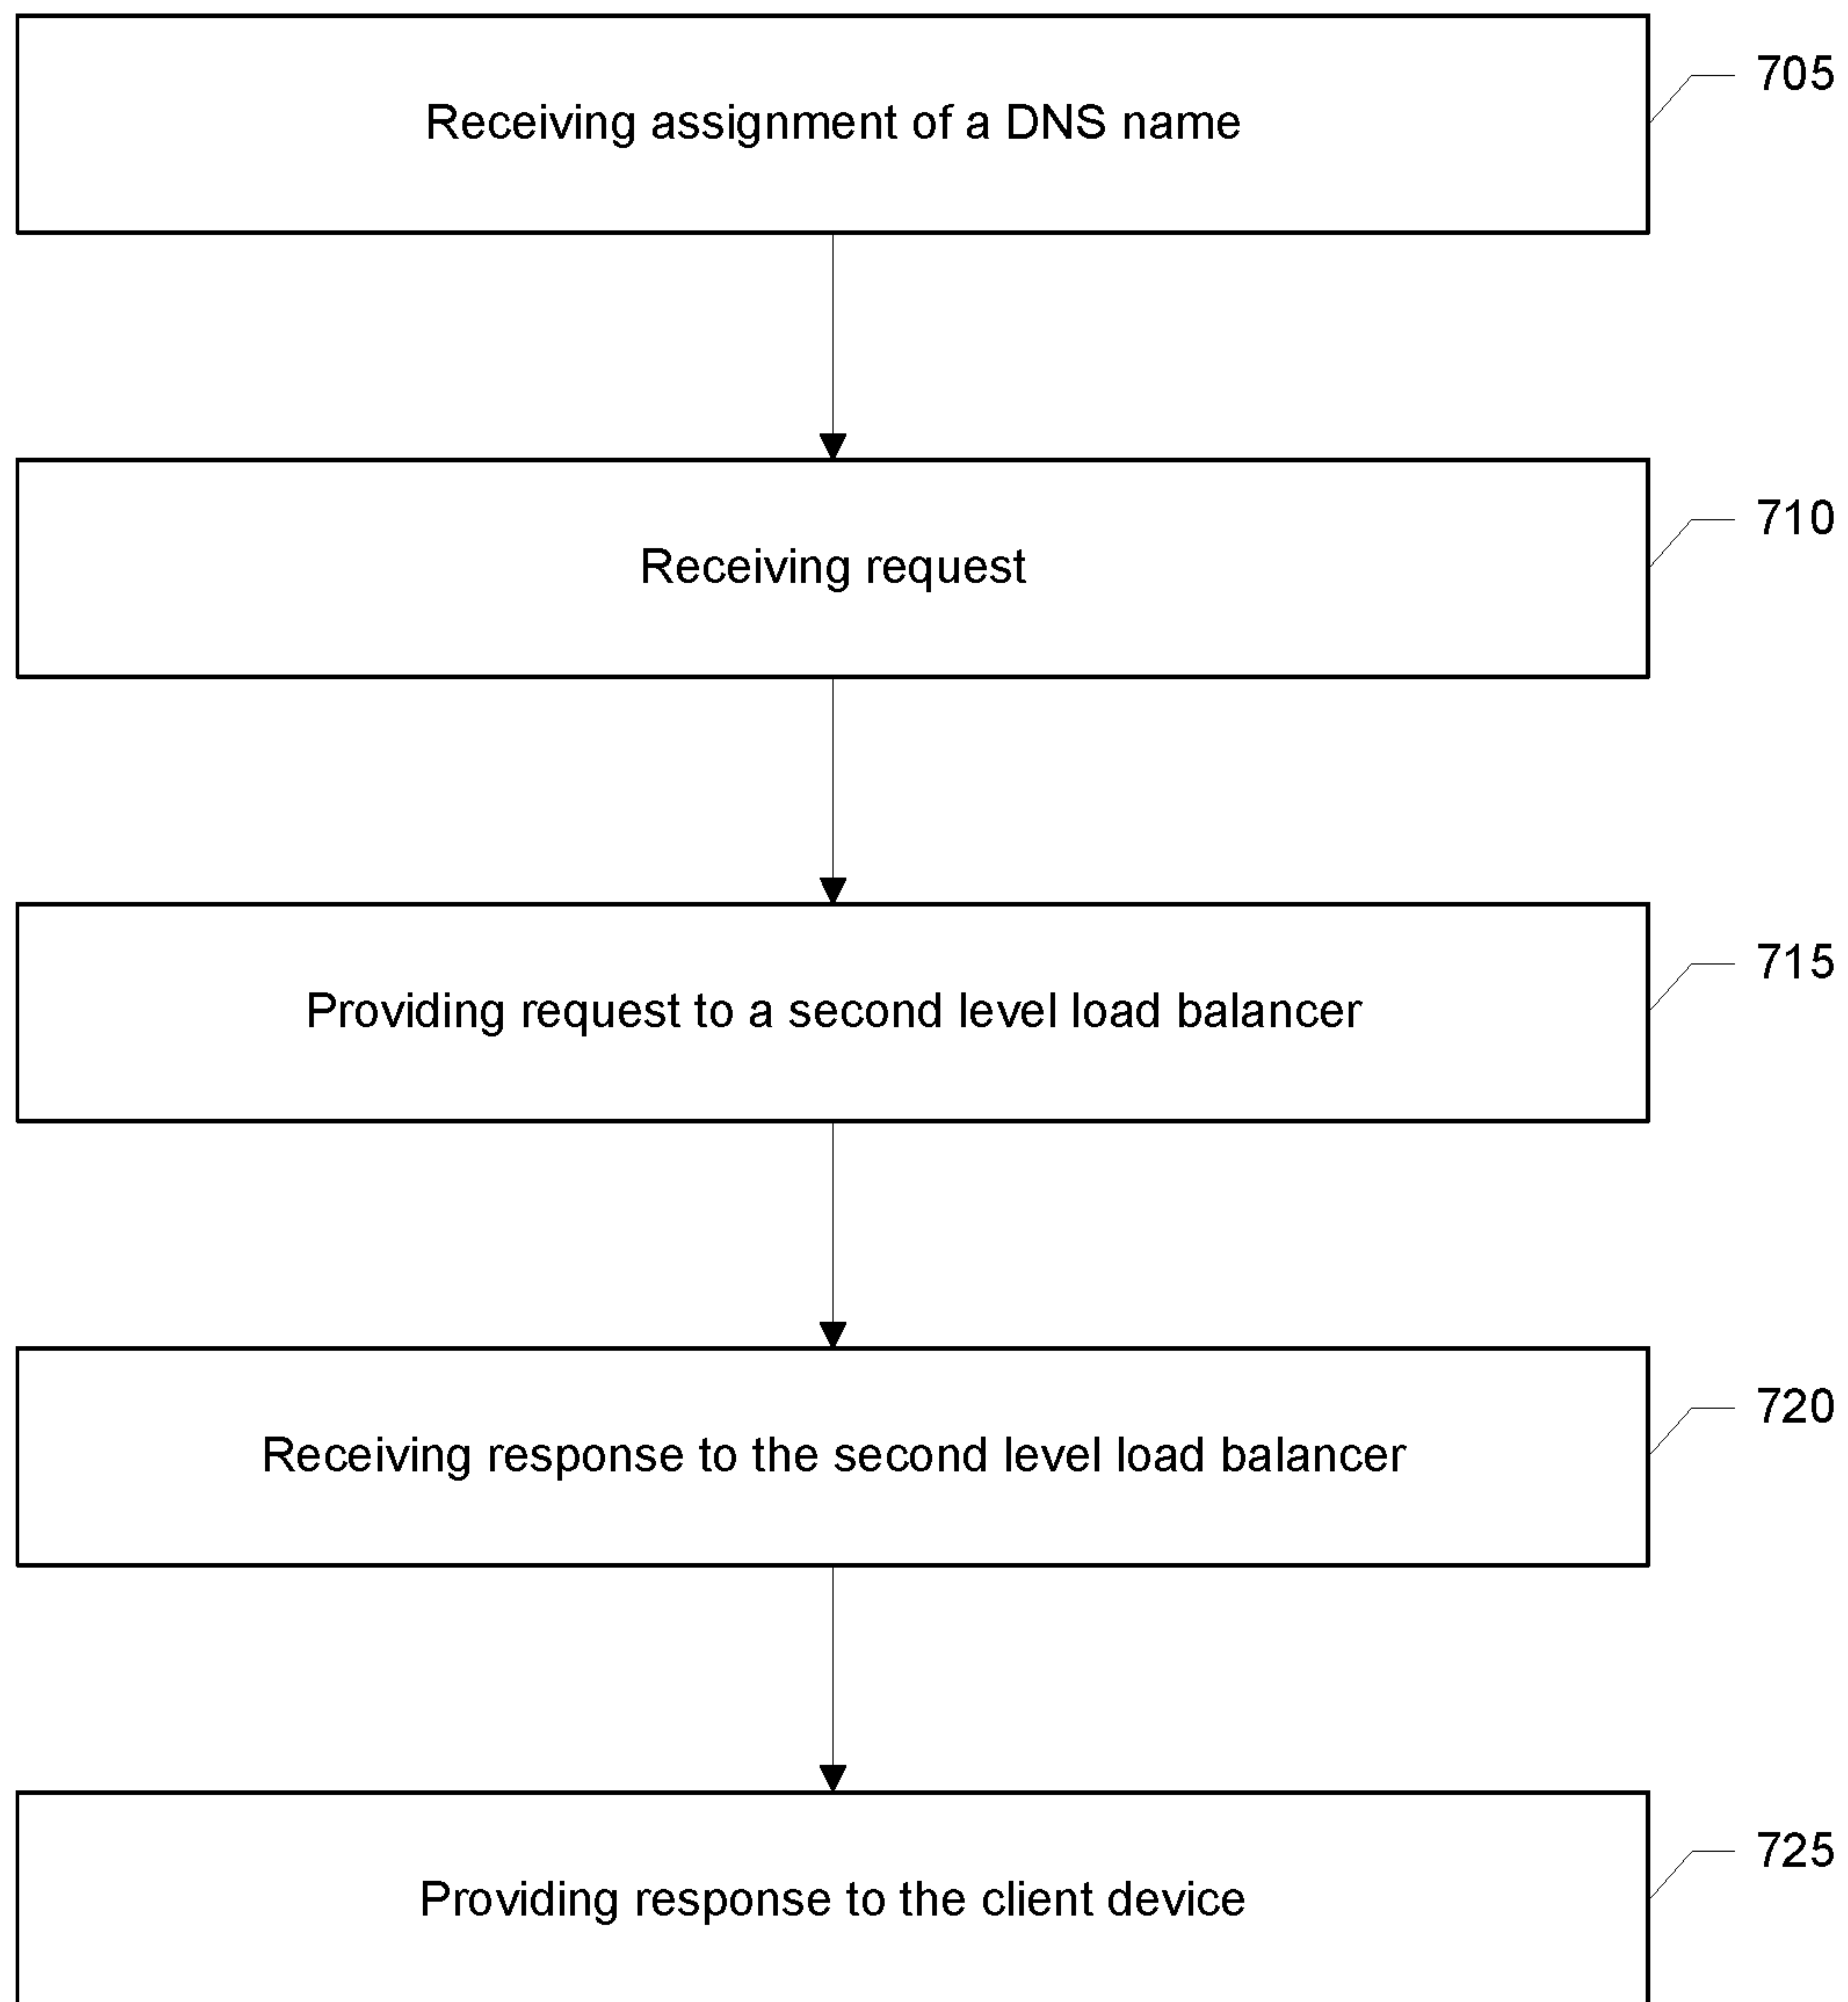 Receiving assignment of a DNS name
705
Receiving request
710
Providing request to a second level load balancer
715
Receiving response to the second level load balancer
720
Providing response to the client device
725